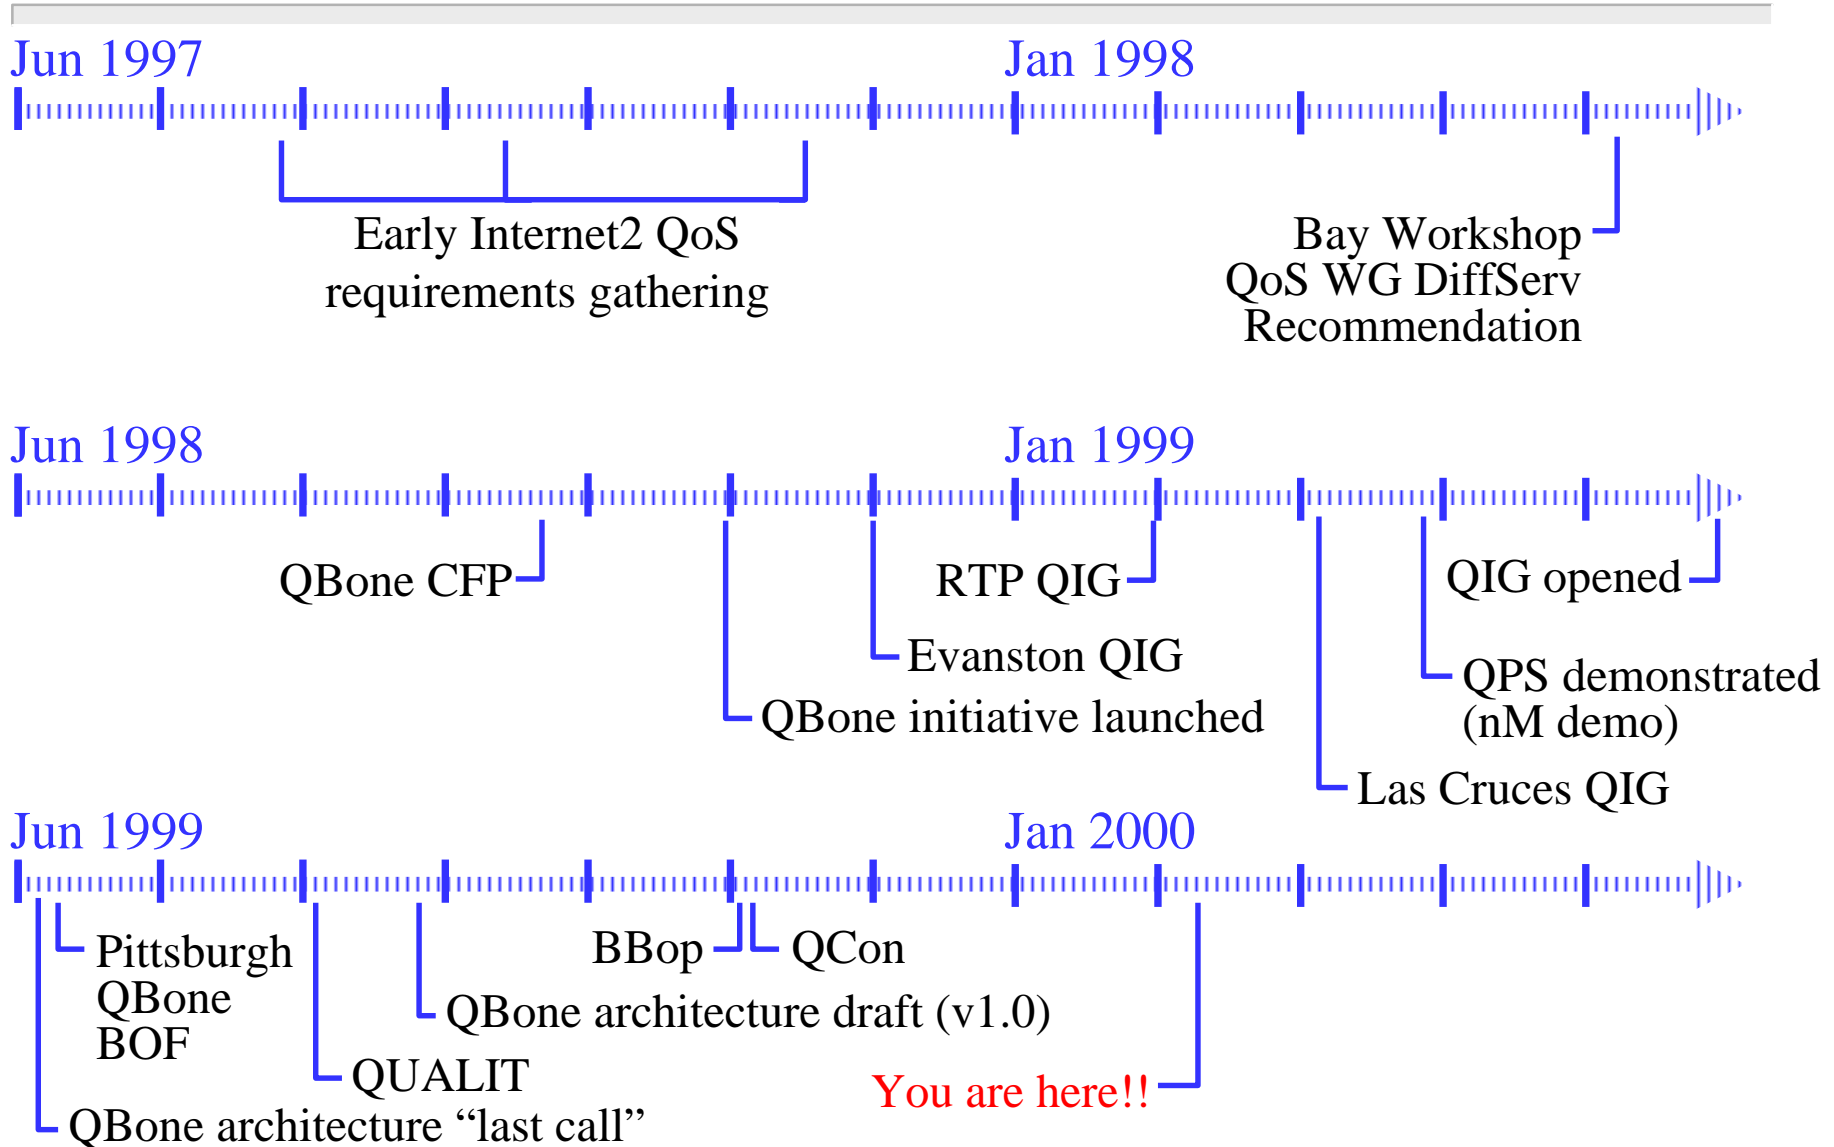 Jun 1997
Jan 1998
Early Internet2 QoS
requirements gathering
Bay Workshop
QoS WG DiffServ
Recommendation
Jun 1998
Jan 1999
QBone CFP
RTP QIG
QIG opened
Evanston QIG
QPS demonstrated
(nM demo)
QBone initiative launched
Las Cruces QIG
Jun 1999
Jan 2000
Pittsburgh
QBone
BOF
BBop
QCon
QBone architecture draft (v1.0)
QUALIT
You are here!!
QBone architecture “last call”